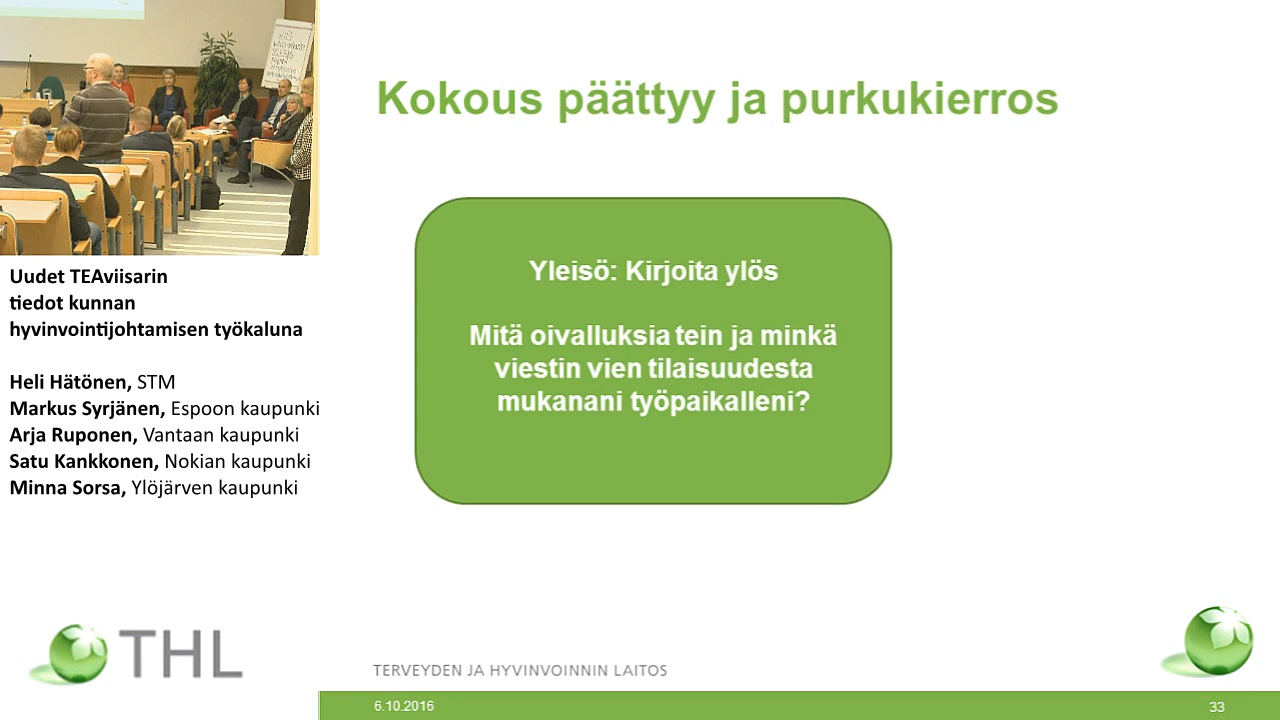 Kokous päättyy ja purkukierros
Yleisö: Kirjoita ylös
Mitä oivalluksia tein ja minkä
viestin vien tilaisuudesta
mukanani työpaikalleni?
Uudet TEAviisarin
tiedot kunnan
hyvinvointijohtamisen työkaluna
Heli Hätönen, STM
Markus Syrjänen, Espoon kaupunki
Arja Ruponen, Vantaan kaupunki
Satu Kankkonen, Nokian kaupunki
Minna Sorsa, Ylöjärven kaupunki
THL
TERVEYDEN JA HYVINVOINNIN LAITOS
6.10.2016
33